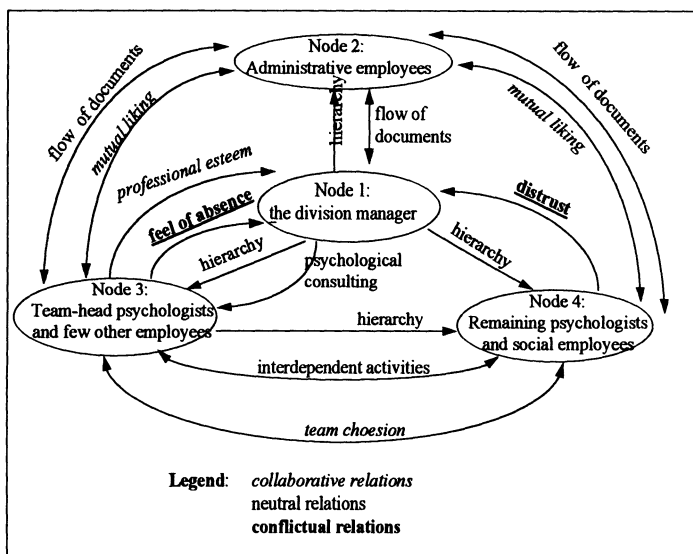 Node 2:
Administrative employees
flow of documents
mutual liking
hierarchy
flow of
documents
mutual liking
flow of documents
professional esteem
feel of absence
Node 1:
the division manager
distrust
hierarchy
psychological
consulting
hierarchy
Node 3:
Team-head psychologists
and few other employees
hierarchy
Node 4:
Remaining psychologists
and social employees
interdependent activities
team choesion
Legend: collaborative relations
neutral relations
conflictual relations